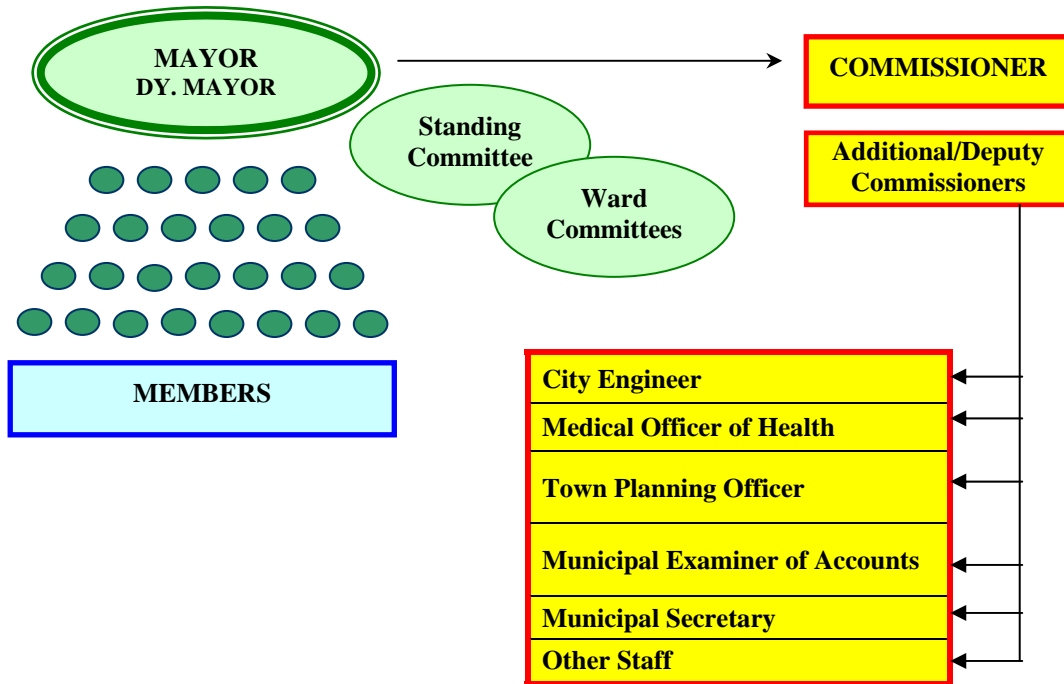 MAYOR
DY. MAYOR
COMMISSIONER
Standing
Committee
Additional/Deputy
Commissioners
Ward
Committees
MEMBERS
City Engineer
Medical Officer of Health
Town Planning Officer
Municipal Examiner of Accounts
Municipal Secretary
Other Staff